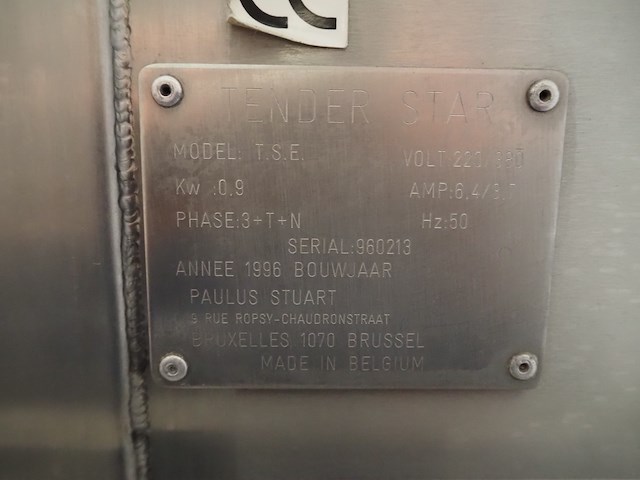 TENDER STAR
MODEL: T.S.E. VOLT 220/380
Kw :0,9 AMP:6,4/3,7
PHASE:3+T+N Hz:50
SERIAL:960213
ANNEE 1996 BOUWJAAR
PAULUS STUART
9 RUE ROPSY-CHAUDRONSTRAAT
BRUXELLES 1070 BRUSSEL
MADE IN BELGIUM